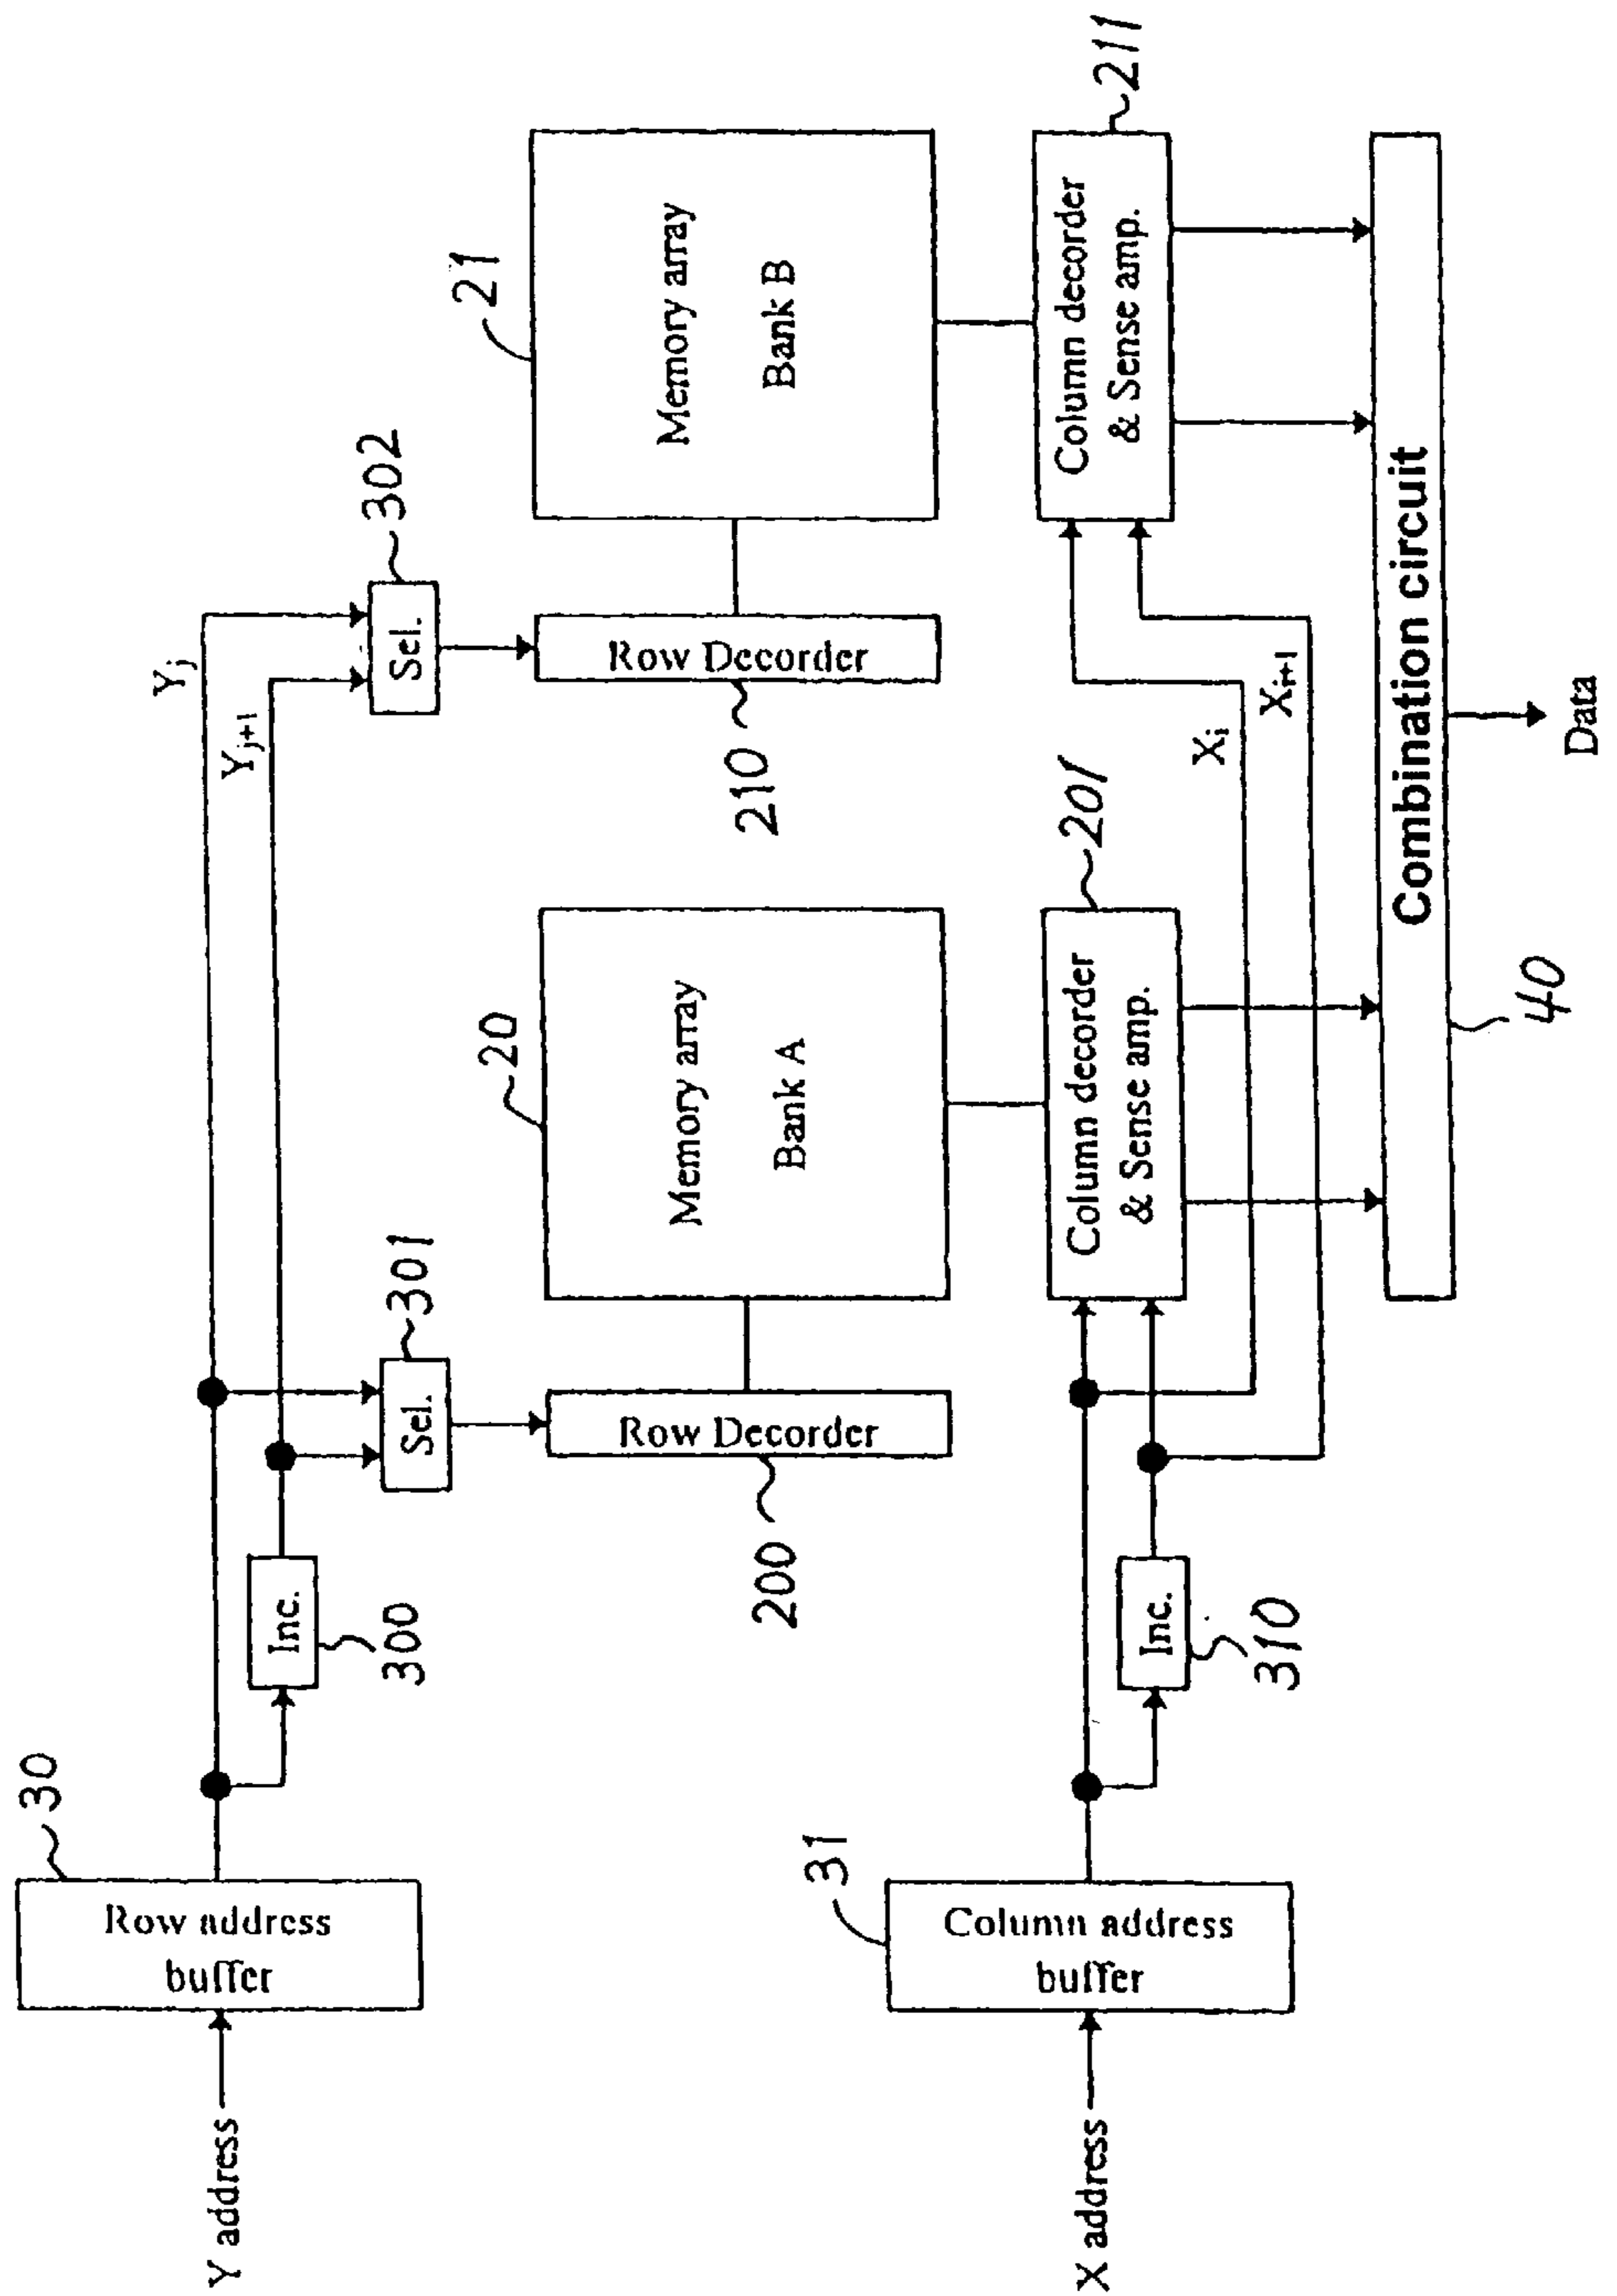 Y address
Row address
buffer
30
Inc.
300
Y_j
Y_{j+1}
Sel.
301
Sel.
302
Row Decorder
200
Memory array
Bank A
20
Row Decorder
210
Memory array
Bank B
21
X address
Column address
buffer
31
Inc.
310
Column decorder
& Sense amp.
201
X_i
X_{i+1}
Column decorder
& Sense amp.
211
Combination circuit
40
Data